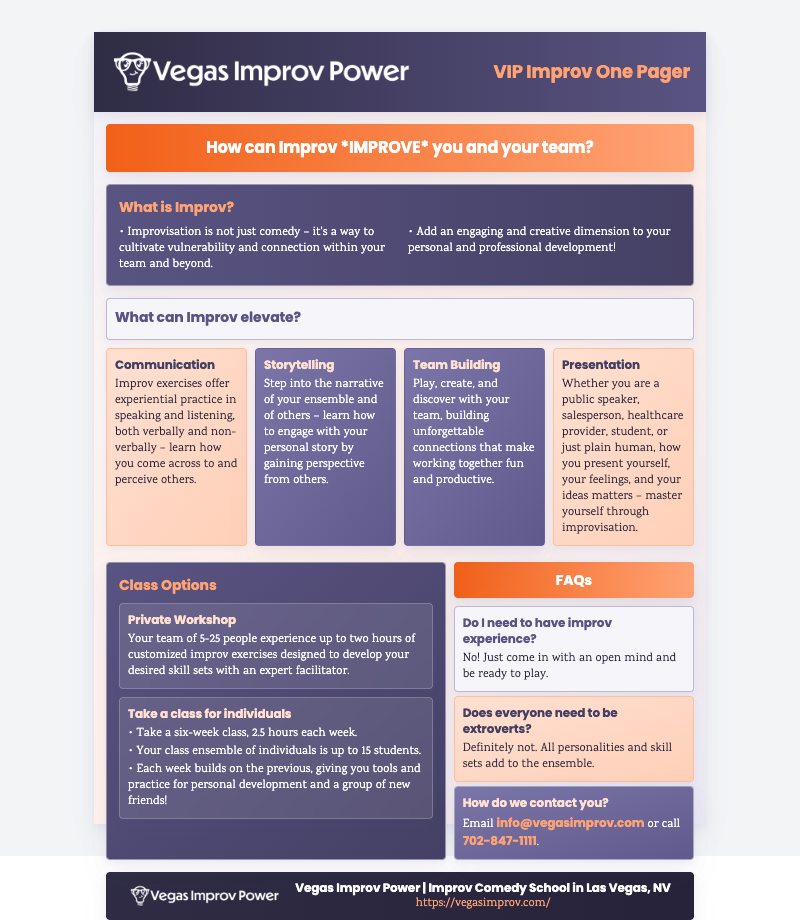 Vegas Improv Power
VIP Improv One Pager
How can Improv *IMPROVE* you and your team?
What is Improv?
• Improvisation is not just comedy – it's a way to
cultivate vulnerability and connection within your
team and beyond.
• Add an engaging and creative dimension to your
personal and professional development!
What can Improv elevate?
Communication
Improv exercises offer
experiential practice in
speaking and listening,
both verbally and non-
verbally – learn how
you come across to and
perceive others.
Storytelling
Step into the narrative
of your ensemble and
of others – learn how
to engage with your
personal story by
gaining perspective
from others.
Team Building
Play, create, and
discover with your
team, building
unforgettable
connections that make
working together fun
and productive.
Presentation
Whether you are a
public speaker,
salesperson, healthcare
provider, student, or
just plain human, how
you present yourself,
your feelings, and your
ideas matters – master
yourself through
improvisation.
Class Options
Private Workshop
Your team of 5-25 people experience up to two hours of
customized improv exercises designed to develop your
desired skill sets with an expert facilitator.
Take a class for individuals
• Take a six-week class, 2.5 hours each week.
• Your class ensemble of individuals is up to 15 students.
• Each week builds on the previous, giving you tools and
practice for personal development and a group of new
friends!
FAQs
Do I need to have improv
experience?
No! Just come in with an open mind and
be ready to play.
Does everyone need to be
extroverts?
Definitely not. All personalities and skill
sets add to the ensemble.
How do we contact you?
Email info@vegasimprov.com or call
702-847-1111.
Vegas Improv Power
Vegas Improv Power | Improv Comedy School in Las Vegas, NV
https://vegasimprov.com/